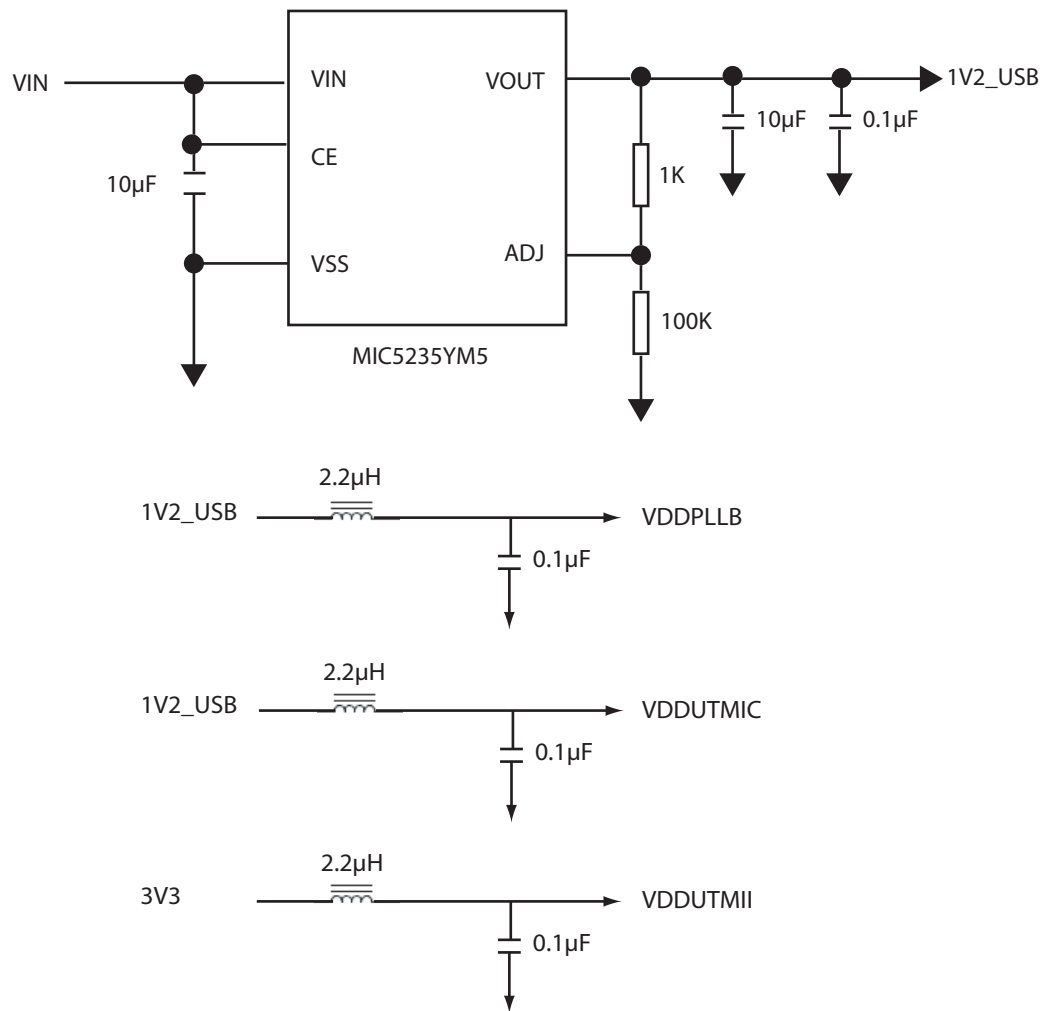 VIN
VIN
VOUT
1V2_USB
CE
10µF
0.1µF
10µF
1K
VSS
ADJ
100K
MIC5235YM5
2.2µH
1V2_USB
VDDPLLB
0.1µF
2.2µH
1V2_USB
VDDUTMIC
0.1µF
2.2µH
3V3
VDDUTMII
0.1µF